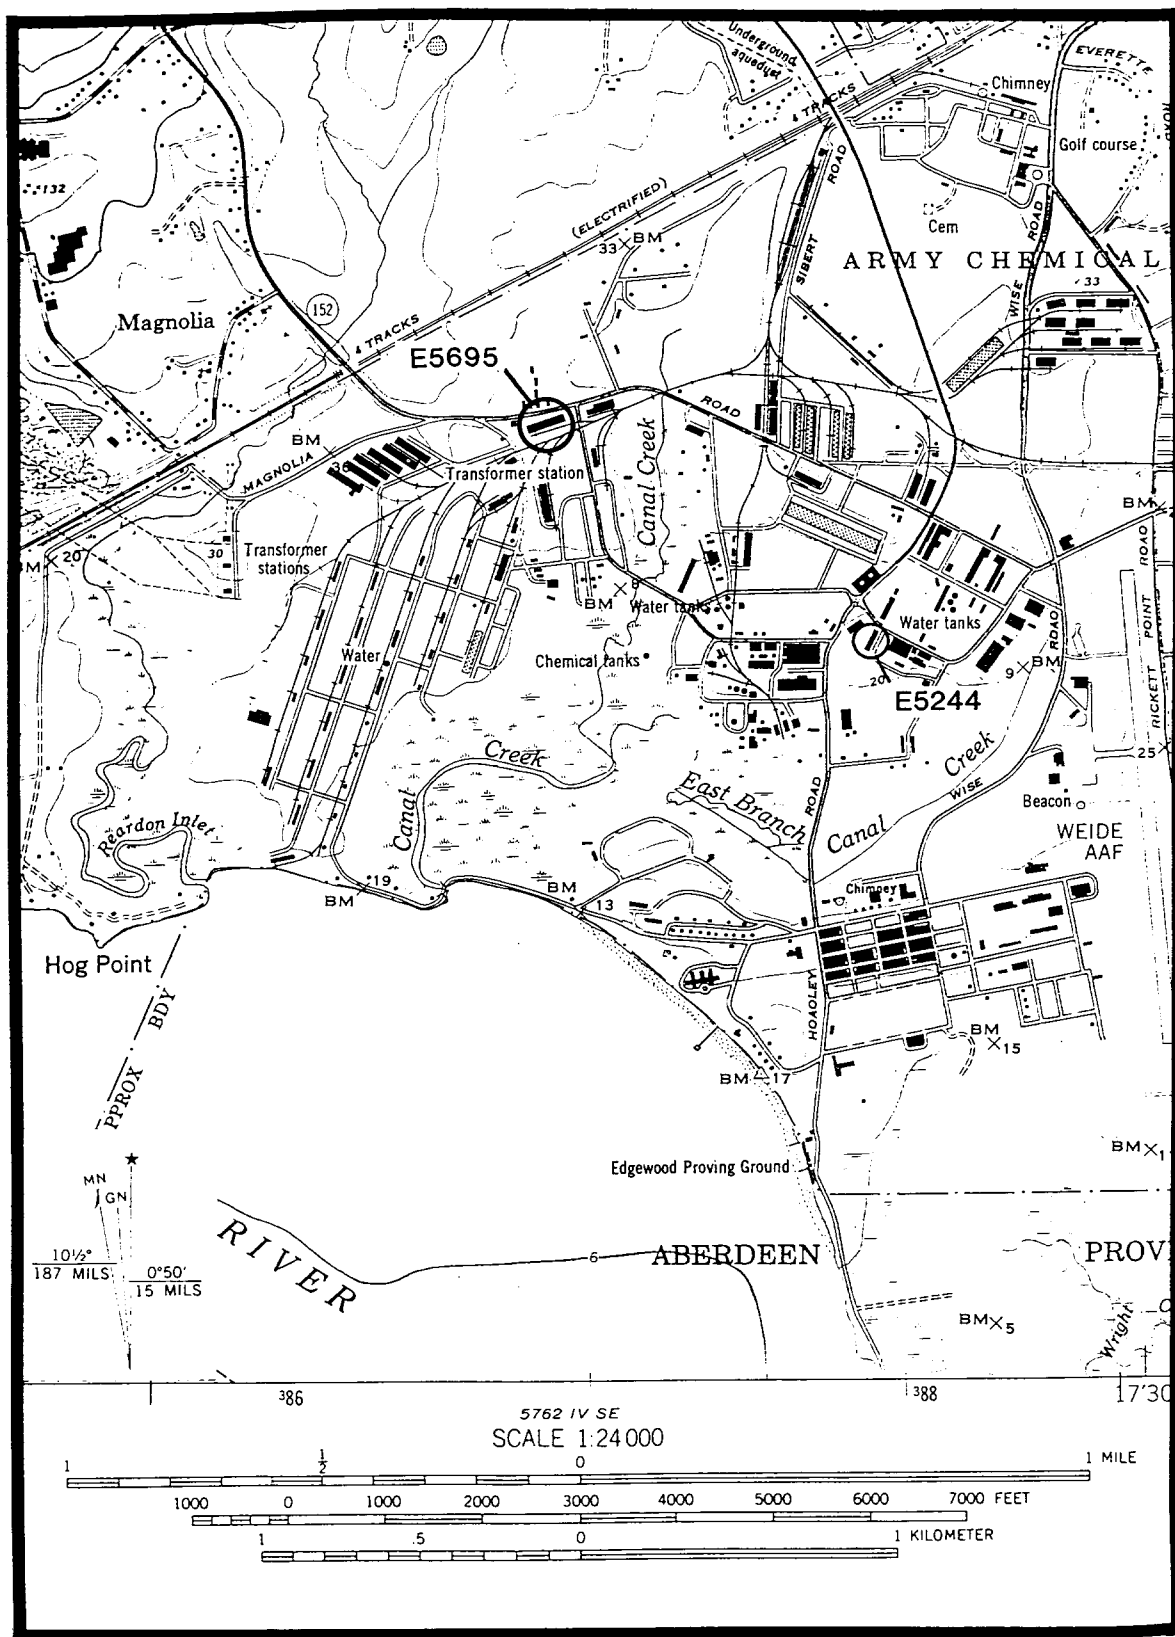 Underground
aqueduct
EVERETTE
Chimney
4 TRACKS
Golf course
132
ROAD
(ELECTRIFIED)
33 BM
Cem
ROAD
ARMY CHEMICAL
SIBERT
WISE
33
152
Magnolia
4 TRACKS
E5695
ROAD
BM
36
MAGNOLIA
Transformer station
Canal Creek
BM
20
BM
30
Transformer
stations
ROAD
BM
8
Water tanks
Water tanks
POINT
ROAD
Water
Chemical tanks
20
9 BM
E5244
RICKETT
Creek
Creek
25
Canal
East Branch
ROAD
WISE
Beacon
Reardon Inlet
Canal
WEIDE
AAF
19
BM
BM
13
Chimney
Hog Point
HOADLEY
BDY
BM
15
PPROX
BM 17
BM 1
Edgewood Proving Ground
MN
GN
RIVER
6
ABERDEEN
PROV
10½°
187 MILS
0°50'
15 MILS
BM 5
Wright
386
388
17'30
5762 IV SE
SCALE 1:24 000
1 ½ 0 1 MILE
1000 0 1000 2000 3000 4000 5000 6000 7000 FEET
1 .5 0 1 KILOMETER